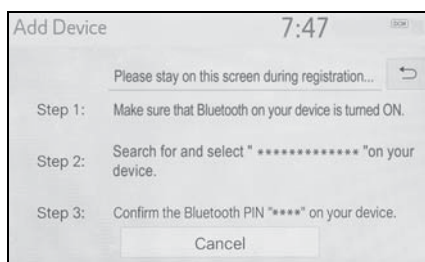 Add Device 7:47 DCM
Please stay on this screen during registration...
Step 1: Make sure that Bluetooth on your device is turned ON.
Step 2: Search for and select " ************* "on your
device.
Step 3: Confirm the Bluetooth PIN "****" on your device.
Cancel